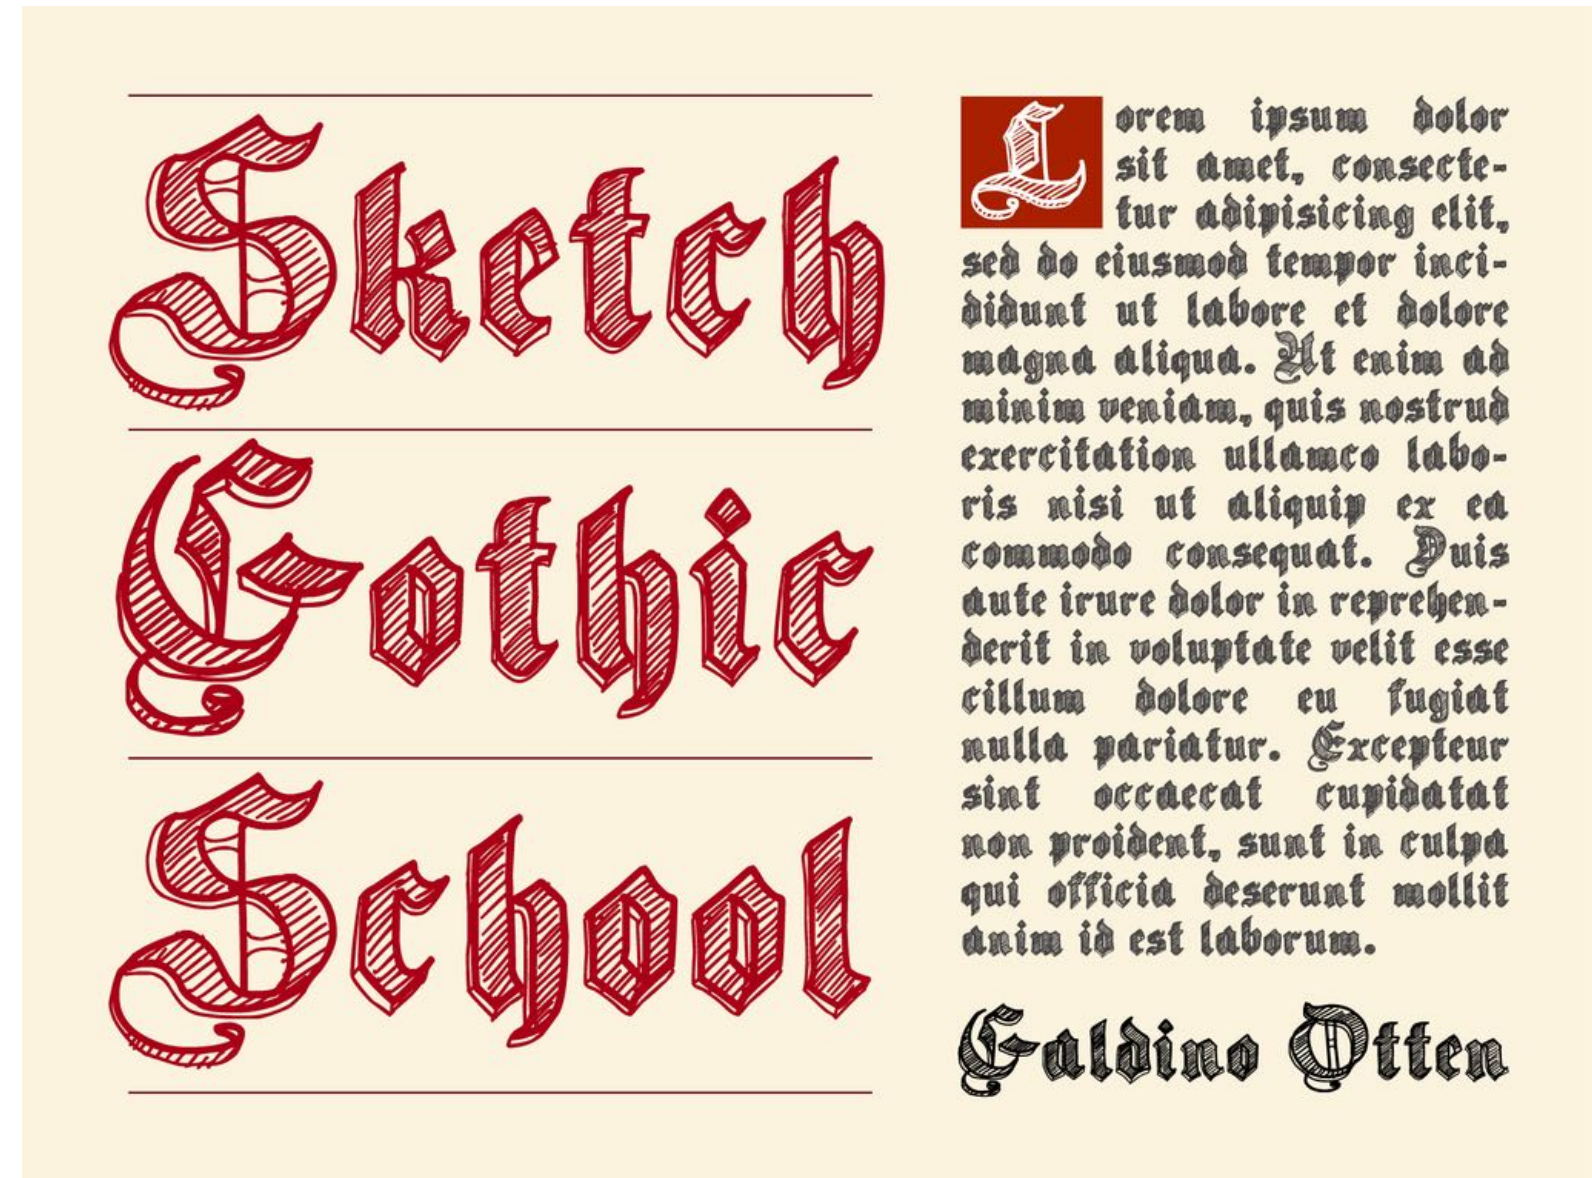 Sketch
Gothic
School
Lorem ipsum dolor
sit amet, consecte-
tur adipisicing elit,
sed do eiusmod tempor inci-
didunt ut labore et dolore
magna aliqua. Ut enim ad
minim veniam, quis nostrud
exercitation ullamco labo-
ris nisi ut aliquip ex ea
commodo consequat. Duis
aute irure dolor in reprehen-
derit in voluptate velit esse
cillum dolore eu fugiat
nulla pariatur. Excepteur
sint occaecat cupidatat
non proident, sunt in culpa
qui officia deserunt mollit
anim id est laborum.
Galdino Otten